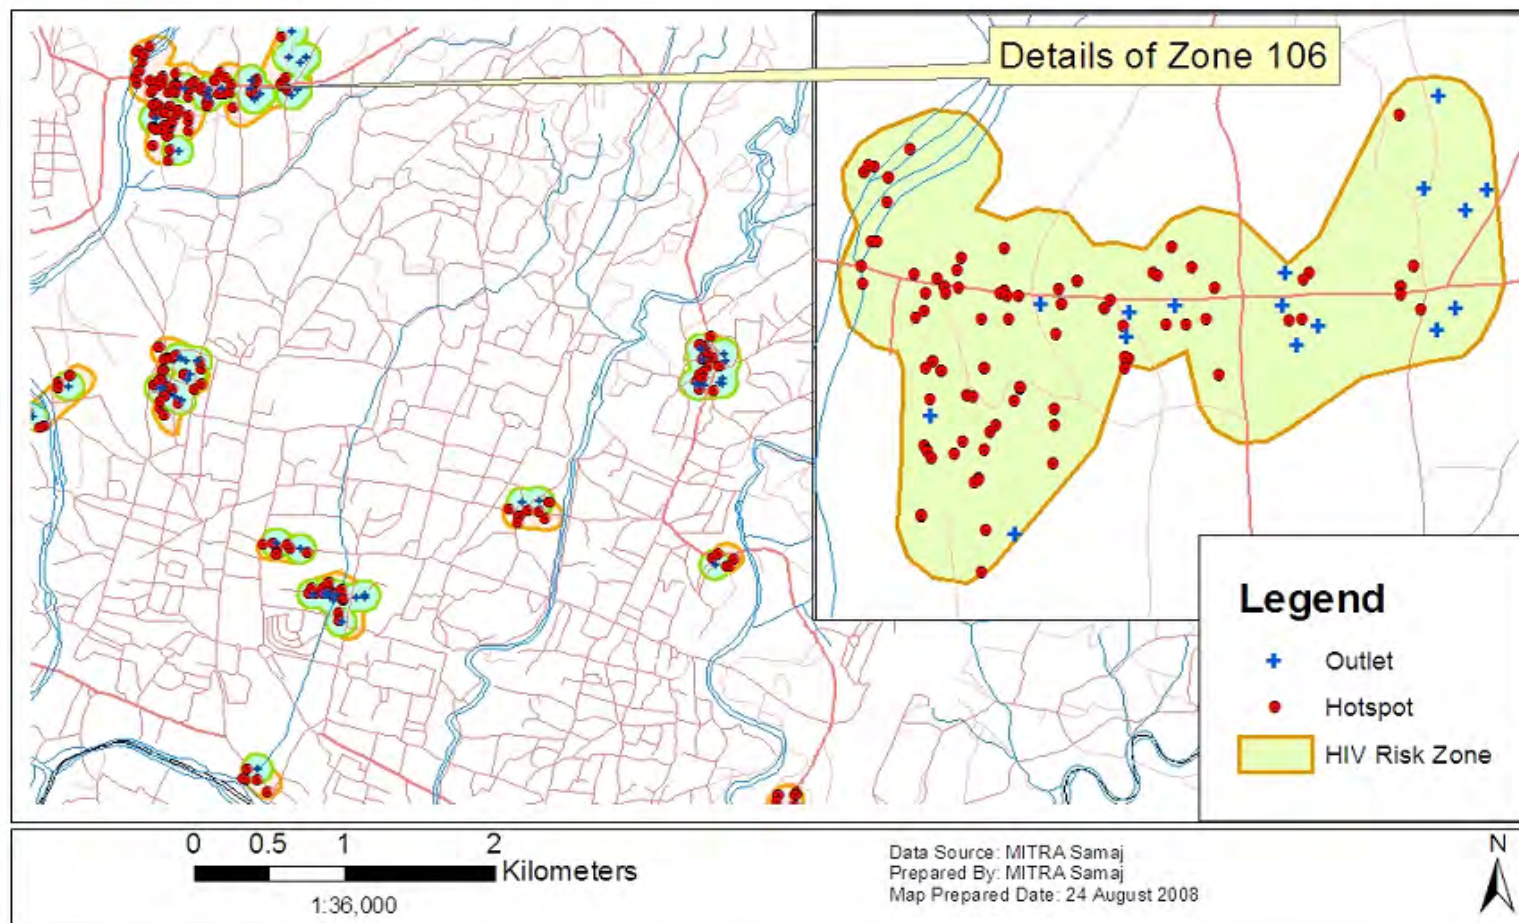 Details of Zone 106
Legend
Outlet
Hotspot
HIV Risk Zone
0 0.5 1 2
Kilometers
1:36,000
Data Source: MITRA Samaj
Prepared By: MITRA Samaj
Map Prepared Date: 24 August 2008
N